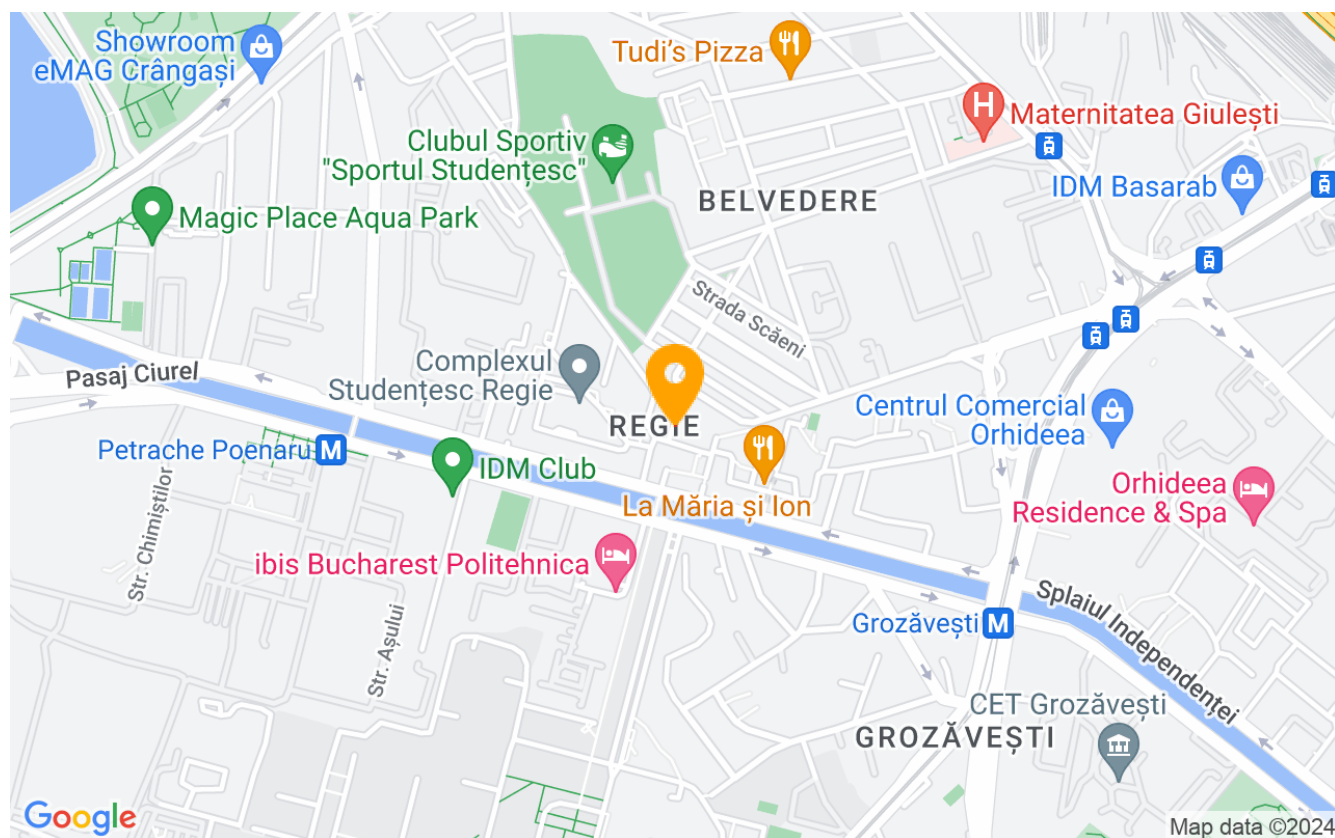 Showroom
eMAG Crângași
Tudi's Pizza
Maternitatea Giulești
Clubul Sportiv
"Sportul Studențesc"
IDM Basarab
BELVEDERE
Magic Place Aqua Park
Strada Scăeni
Pasaj Ciurel
Complexul
Studențesc Regie
REGIE
Centrul Comercial
Orhideea
Petrache Poenaru M
IDM Club
La Măria și Ion
Orhideea
Residence & Spa
Str. Chimiștilor
ibis Bucharest Politehnica
Str. Așului
Grozăvești M
Splaiul Independenței
CET Grozăvești
GROZĂVEȘTI
H
Google
Map data ©2024